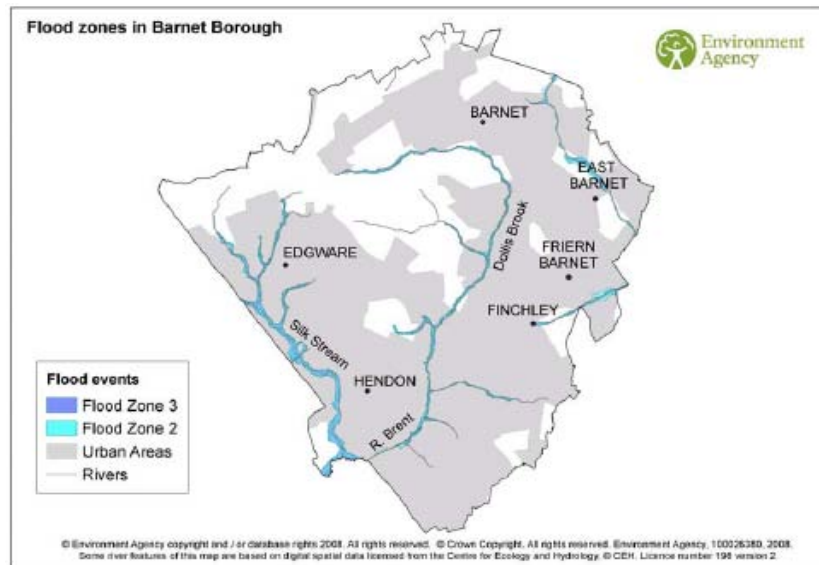 Flood zones in Barnet Borough
Environment
Agency
BARNET
EAST
BARNET
Dollis Brook
EDGWARE
FRIERN
BARNET
FINCHLEY
Silk Stream
HENDON
R. Brent
Flood events
Flood Zone 3
Flood Zone 2
Urban Areas
Rivers
© Environment Agency copyright and / or database rights 2008. All rights reserved. © Crown Copyright. All rights reserved. Environment Agency, 100026380, 2008.
Some river features of this map are based on digital spatial data licensed from the Centre for Ecology and Hydrology, © CEH. Licence number 198 version 2